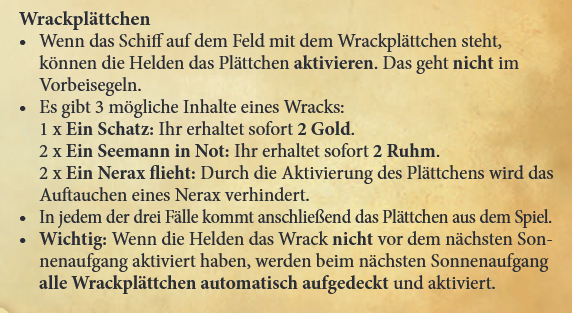 Wrackplättchen
• Wenn das Schiff auf dem Feld mit dem Wrackplättchen steht,
können die Helden das Plättchen aktivieren. Das geht nicht im
Vorbeisegeln.
• Es gibt 3 mögliche Inhalte eines Wracks:
1 x Ein Schatz: Ihr erhaltet sofort 2 Gold.
2 x Ein Seemann in Not: Ihr erhaltet sofort 2 Ruhm.
2 x Ein Nerax flieht: Durch die Aktivierung des Plättchens wird das
Auftauchen eines Nerax verhindert.
• In jedem der drei Fälle kommt anschließend das Plättchen aus dem Spiel.
• Wichtig: Wenn die Helden das Wrack nicht vor dem nächsten Son-
nenaufgang aktiviert haben, werden beim nächsten Sonnenaufgang
alle Wrackplättchen automatisch aufgedeckt und aktiviert.